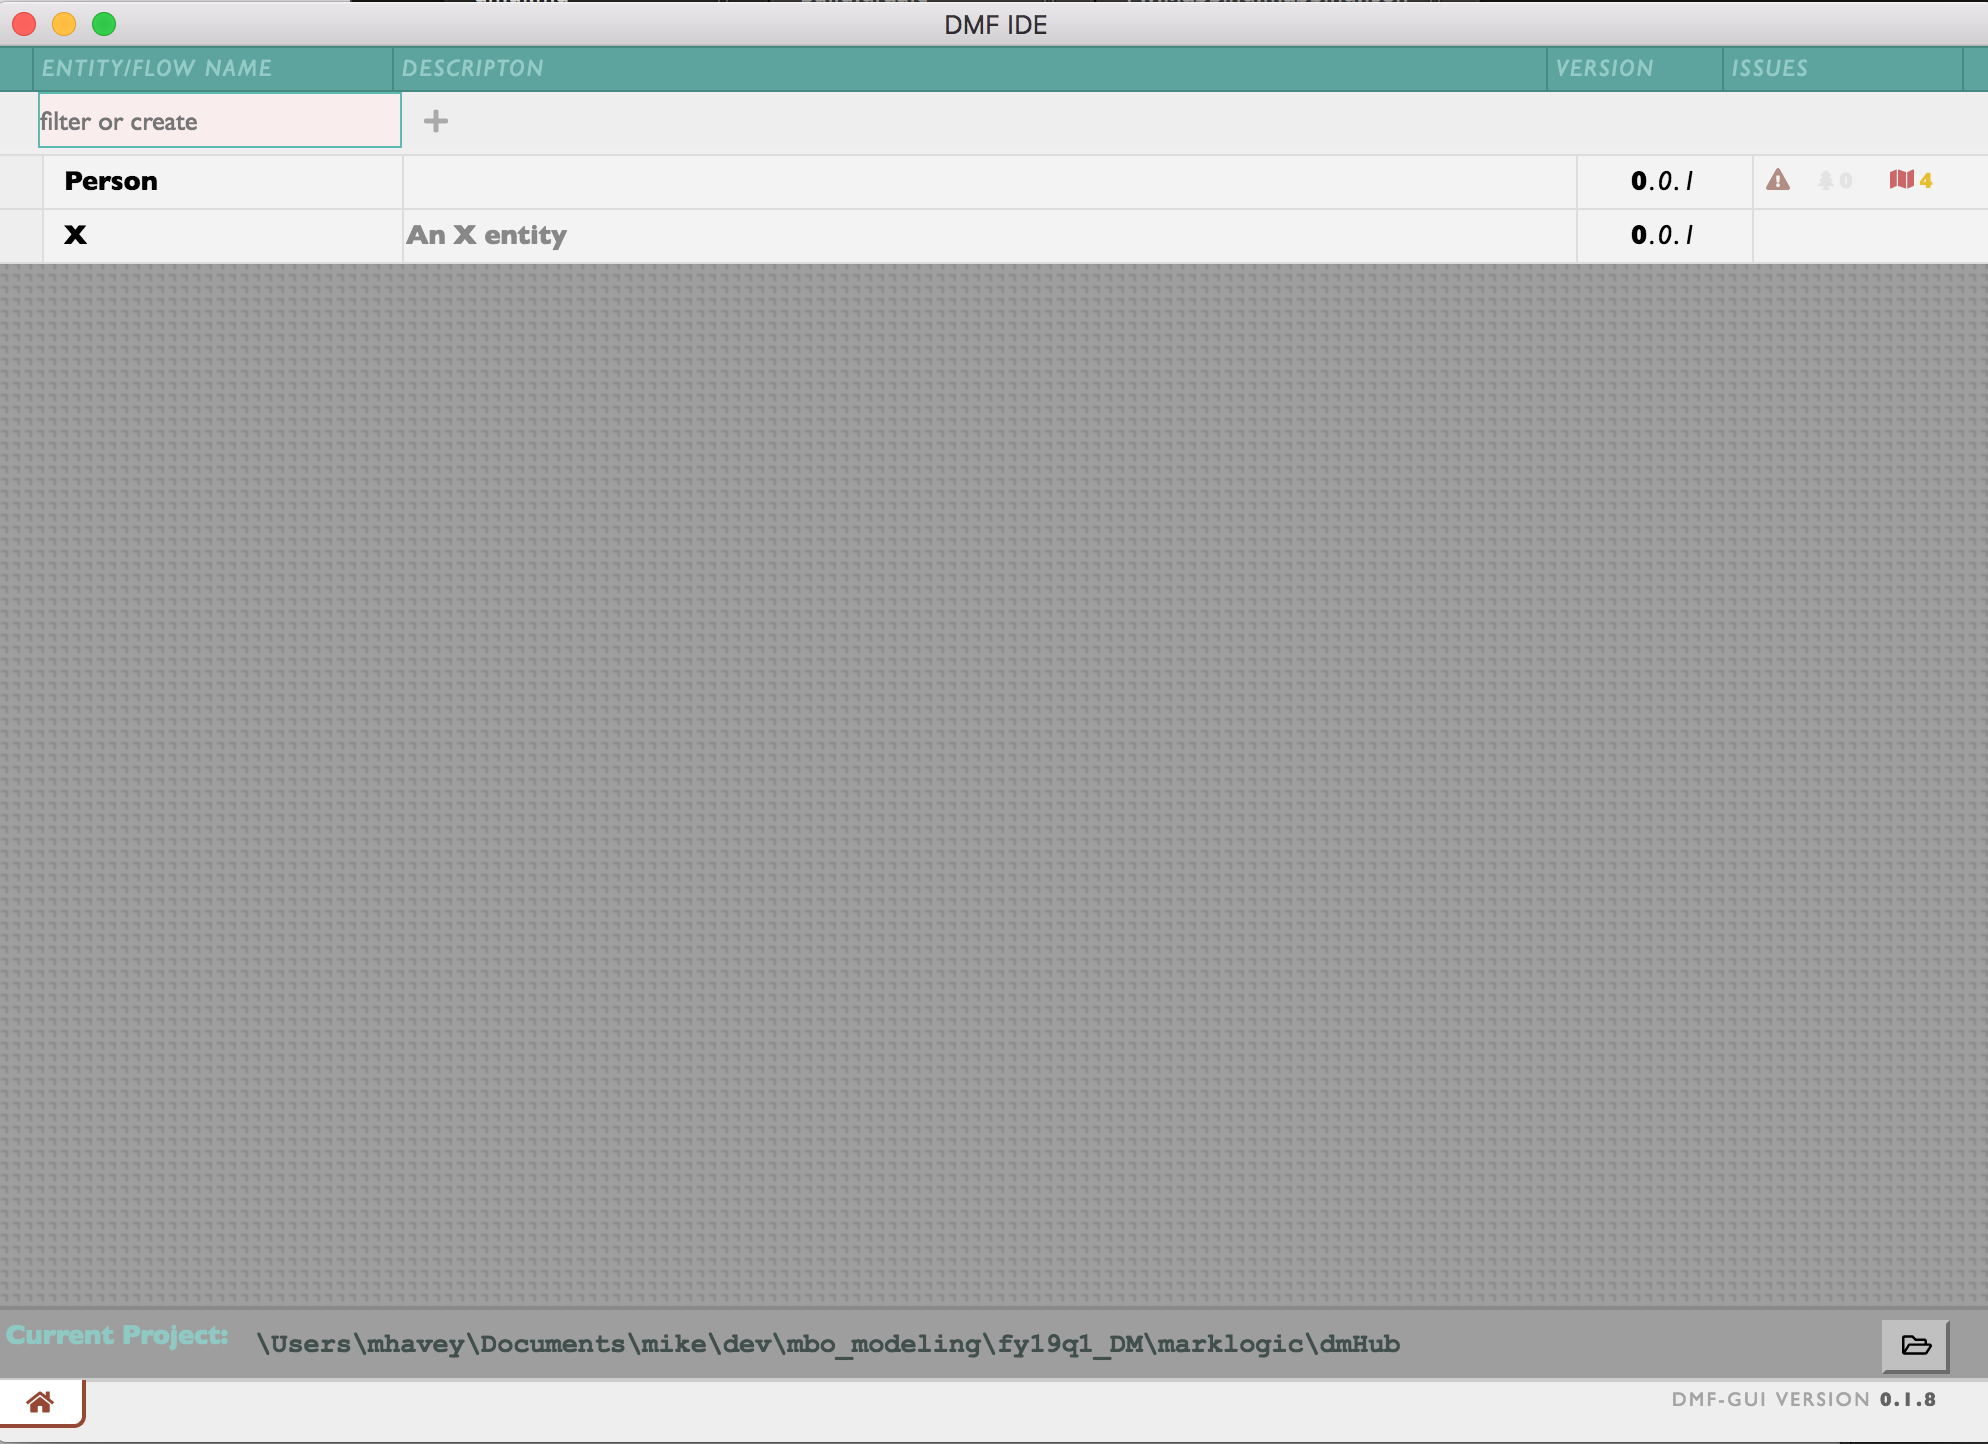 DMF IDE
ENTITY/FLOW NAME DESCRIPTON VERSION ISSUES
filter or create
Person 0.0.1 0 4
X An X entity 0.0.1
Current Project: \Users\mhavey\Documents\mike\dev\mbo_modeling\fy19q1_DM\marklogic\dmHub
DMF-GUI VERSION 0.1.8